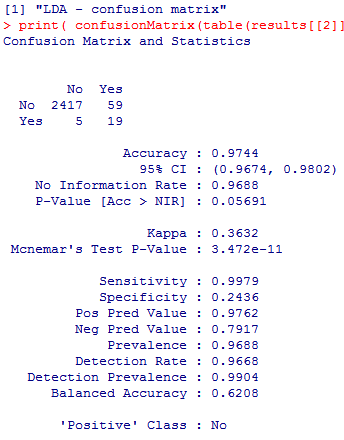 [1] "LDA - confusion matrix"
> print( confusionMatrix(table(results[[2]]
Confusion Matrix and Statistics
No Yes
No 2417 59
Yes 5 19
Accuracy : 0.9744
95% CI : (0.9674, 0.9802)
No Information Rate : 0.9688
P-Value [Acc > NIR] : 0.05691
Kappa : 0.3632
Mcnemar's Test P-Value : 3.472e-11
Sensitivity : 0.9979
Specificity : 0.2436
Pos Pred Value : 0.9762
Neg Pred Value : 0.7917
Prevalence : 0.9688
Detection Rate : 0.9668
Detection Prevalence : 0.9904
Balanced Accuracy : 0.6208
'Positive' Class : No